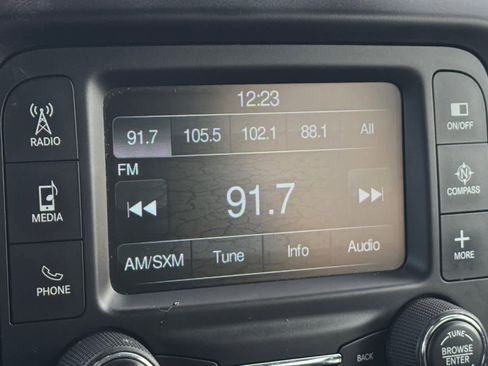 12:23
91.7 105.5 102.1 88.1 All
FM
91.7
AM/SXM Tune Info Audio
RADIO
MEDIA
PHONE
ON/OFF
COMPASS
MORE
BACK
TUNE
BROWSE
ENTER